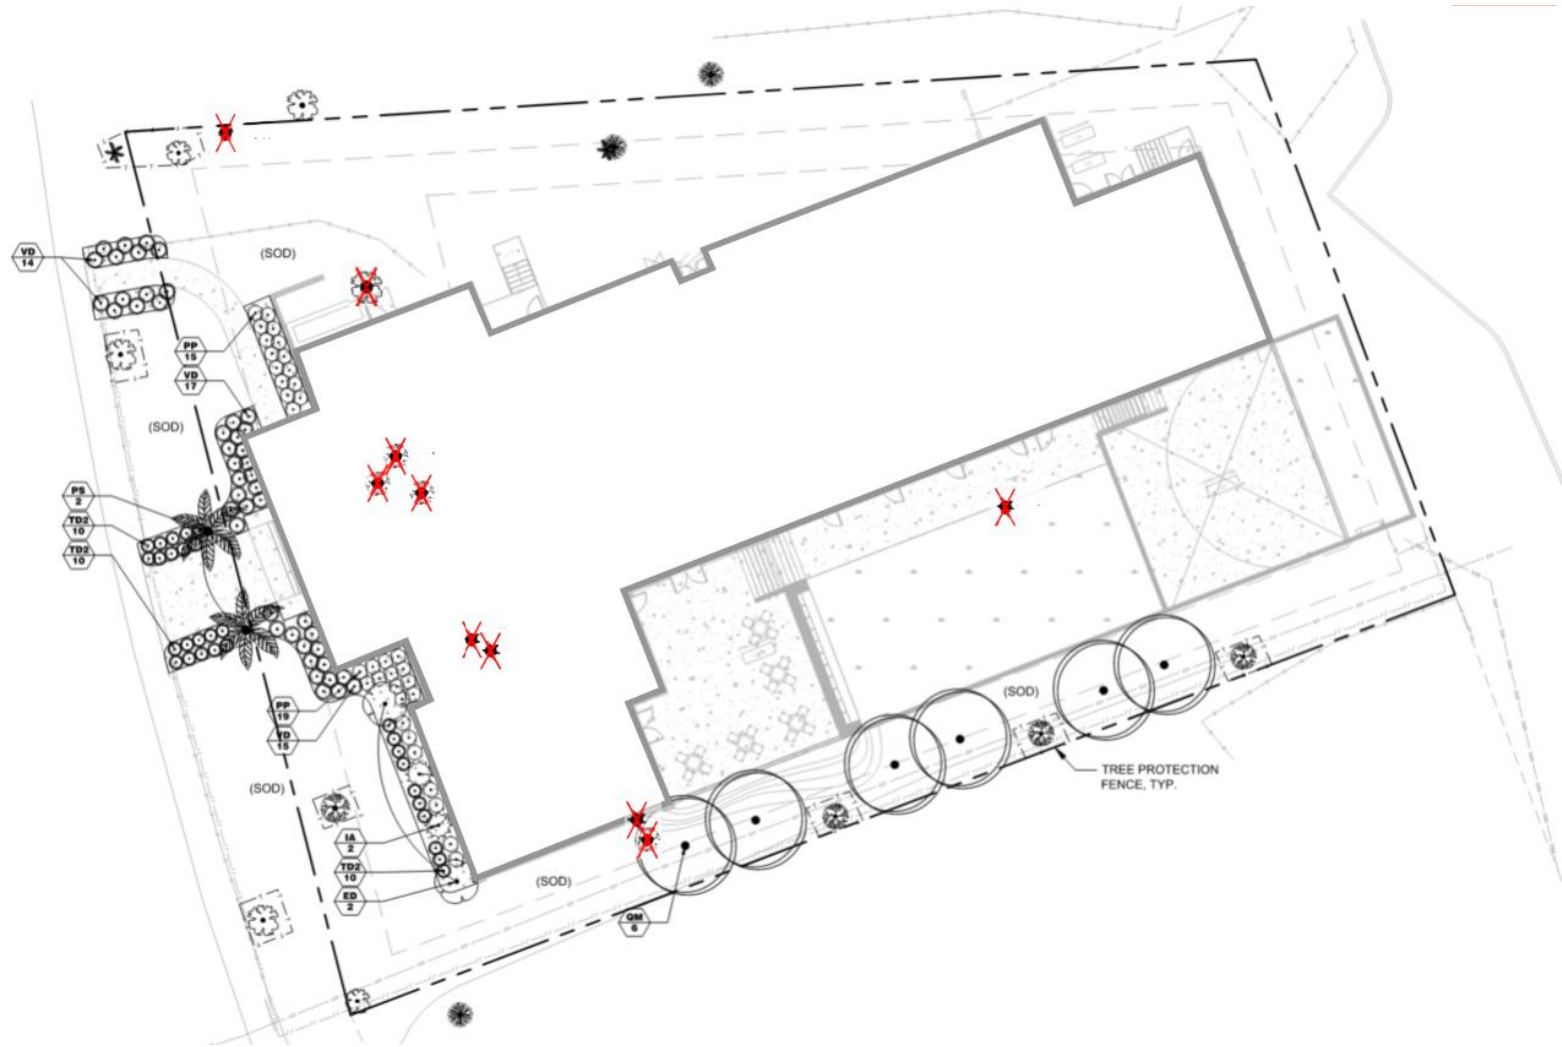 (SOD)
VD
14
PP
15
VD
17
(SOD)
PS
2
TD2
10
TD2
10
(SOD)
PP
19
VD
15
TREE PROTECTION
FENCE, TYP.
(SOD)
IA
2
TD2
10
ED
2
(SOD)
QM
6